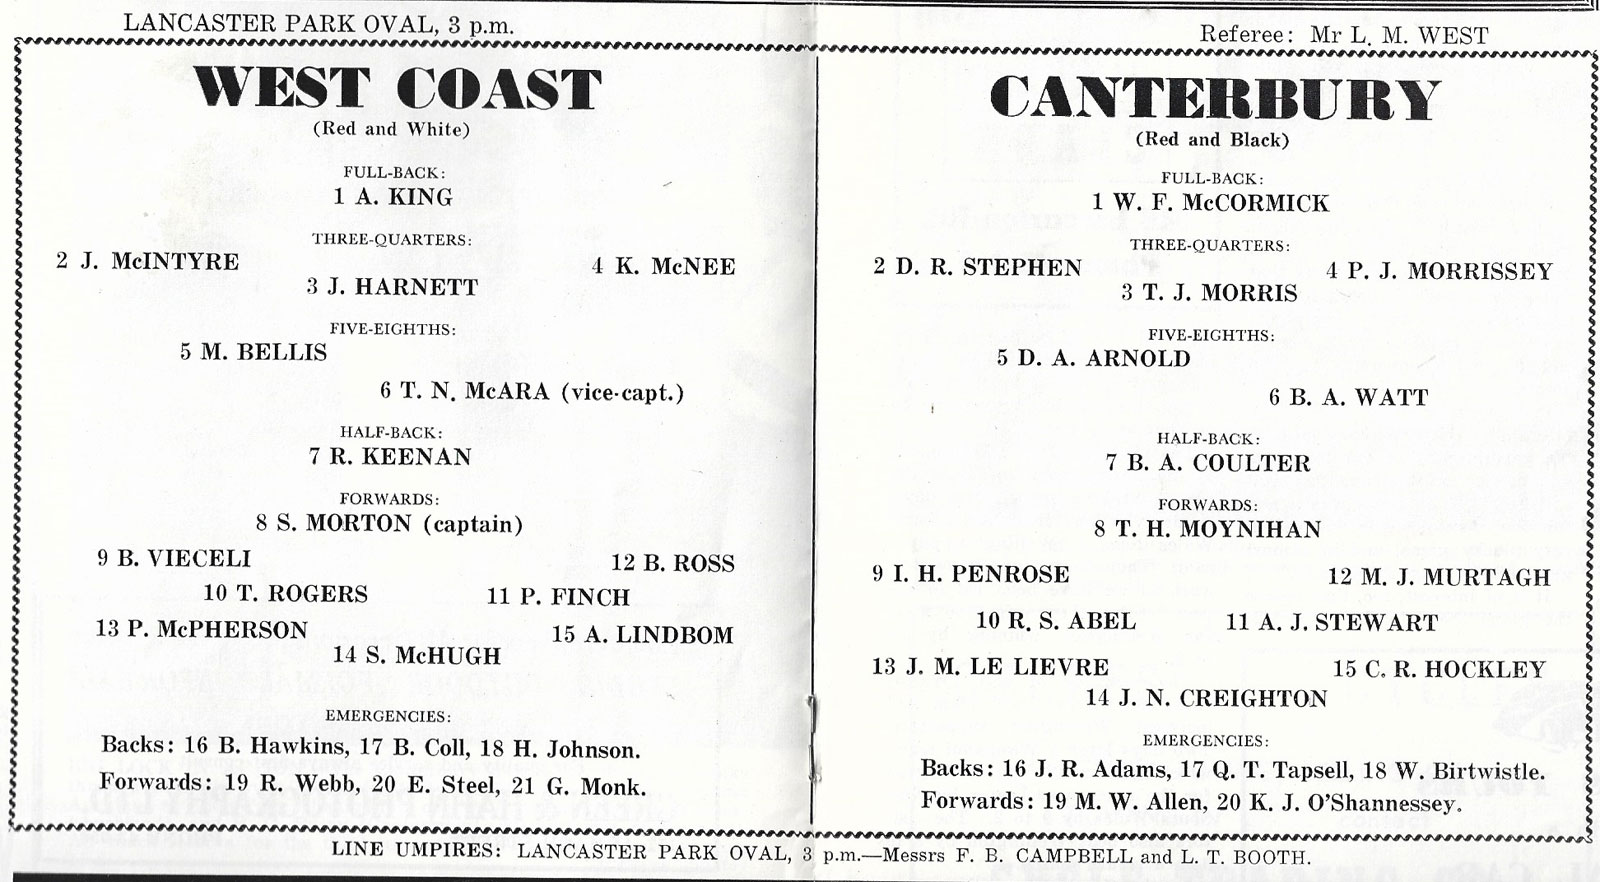 LANCASTER PARK OVAL, 3 p.m.
Referee: Mr L. M. WEST
WEST COAST
(Red and White)
FULL-BACK:
1 A. KING
THREE-QUARTERS:
2 J. McINTYRE
4 K. McNEE
3 J. HARNETT
FIVE-EIGHTHS:
5 M. BELLIS
6 T. N. McARA (vice-capt.)
HALF-BACK:
7 R. KEENAN
FORWARDS:
8 S. MORTON (captain)
9 B. VIECELI
12 B. ROSS
10 T. ROGERS
11 P. FINCH
13 P. McPHERSON
15 A. LINDBOM
14 S. McHUGH
EMERGENCIES:
Backs: 16 B. Hawkins, 17 B. Coll, 18 H. Johnson.
Forwards: 19 R. Webb, 20 E. Steel, 21 G. Monk.
CANTERBURY
(Red and Black)
FULL-BACK:
1 W. F. McCORMICK
THREE-QUARTERS:
2 D. R. STEPHEN
4 P. J. MORRISSEY
3 T. J. MORRIS
FIVE-EIGHTHS:
5 D. A. ARNOLD
6 B. A. WATT
HALF-BACK:
7 B. A. COULTER
FORWARDS:
8 T. H. MOYNIHAN
9 I. H. PENROSE
12 M. J. MURTAGH
10 R. S. ABEL
11 A. J. STEWART
13 J. M. LE LIEVRE
15 C. R. HOCKLEY
14 J. N. CREIGHTON
EMERGENCIES:
Backs: 16 J. R. Adams, 17 Q. T. Tapsell, 18 W. Birtwistle.
Forwards: 19 M. W. Allen, 20 K. J. O'Shannessey.
LINE UMPIRES: LANCASTER PARK OVAL, 3 p.m.—Messrs F. B. CAMPBELL and L. T. BOOTH.